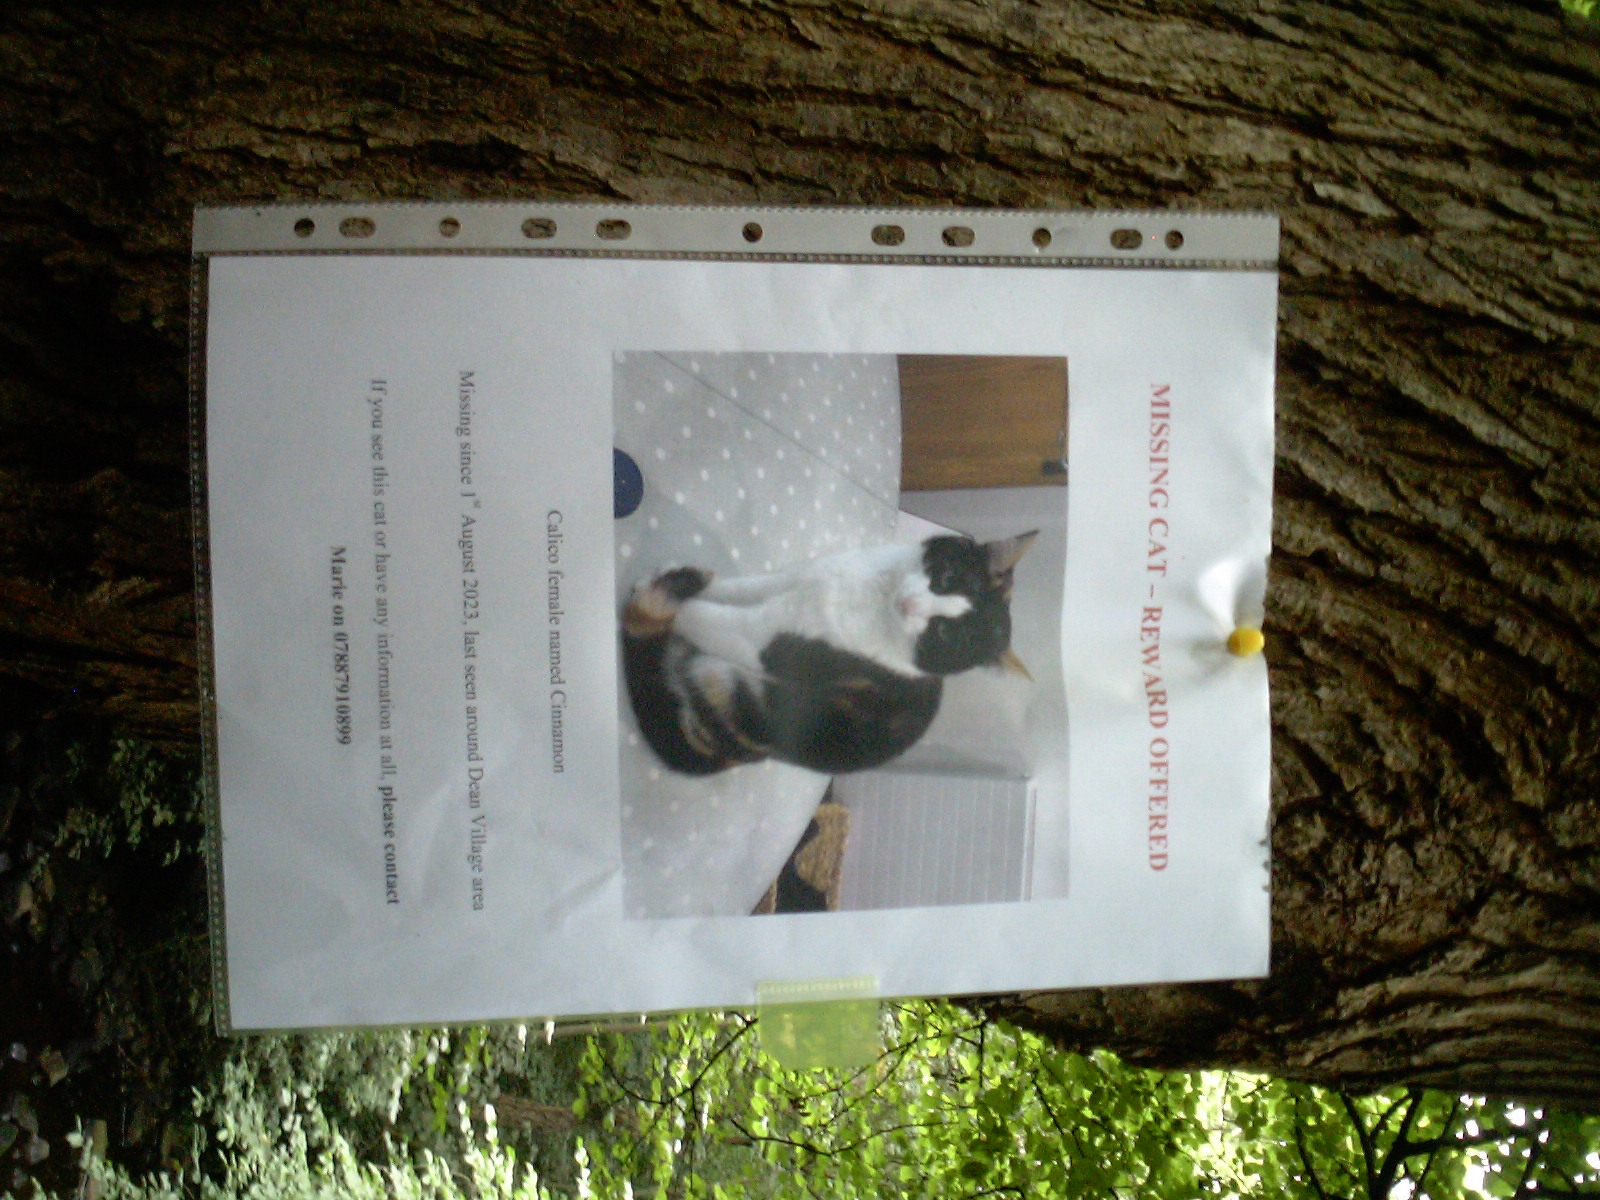 MISSING CAT – REWARD OFFERED
Calico female named Cinnamon
Missing since 1st August 2023, last seen around Dean Village area
If you see this cat or have any information at all, please contact
Marie on 07887910899